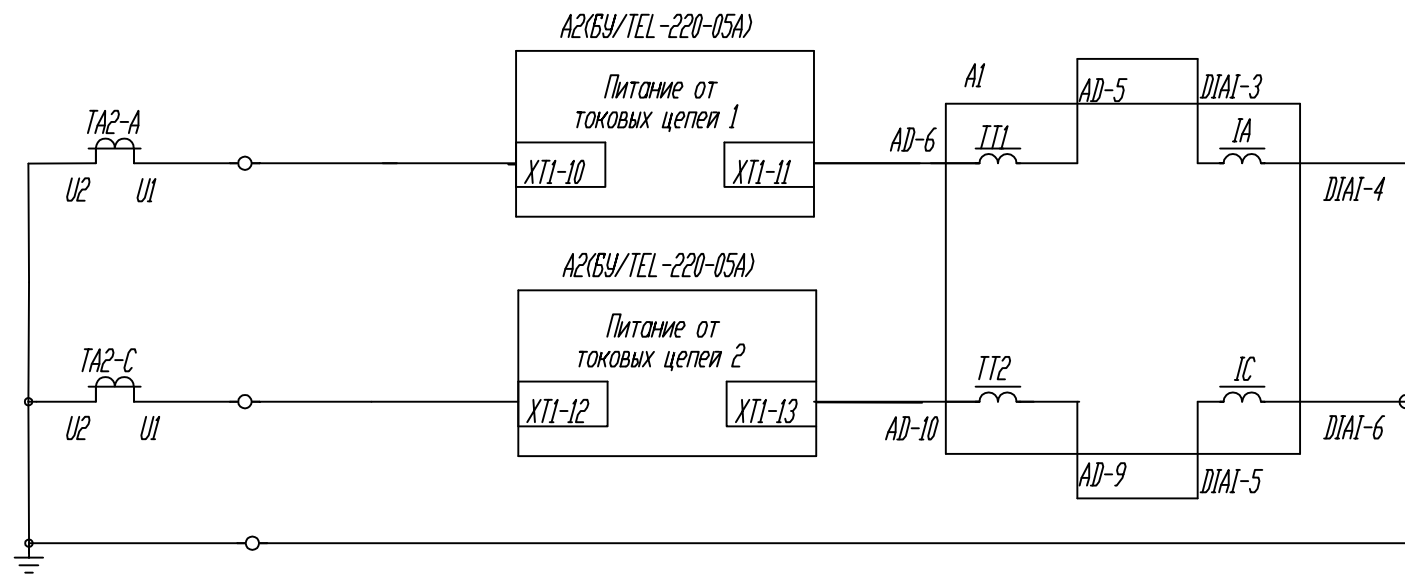 A2(БУ/TEL-220-05A)
Питание от
токовых цепей 1
XT1-10
XT1-11
TA2-A
U2
U1
A1
AD-5
DIAI-3
AD-6
TT1
IA
DIAI-4
A2(БУ/TEL-220-05A)
Питание от
токовых цепей 2
XT1-12
XT1-13
TA2-C
U2
U1
TT2
IC
AD-10
DIAI-6
AD-9
DIAI-5